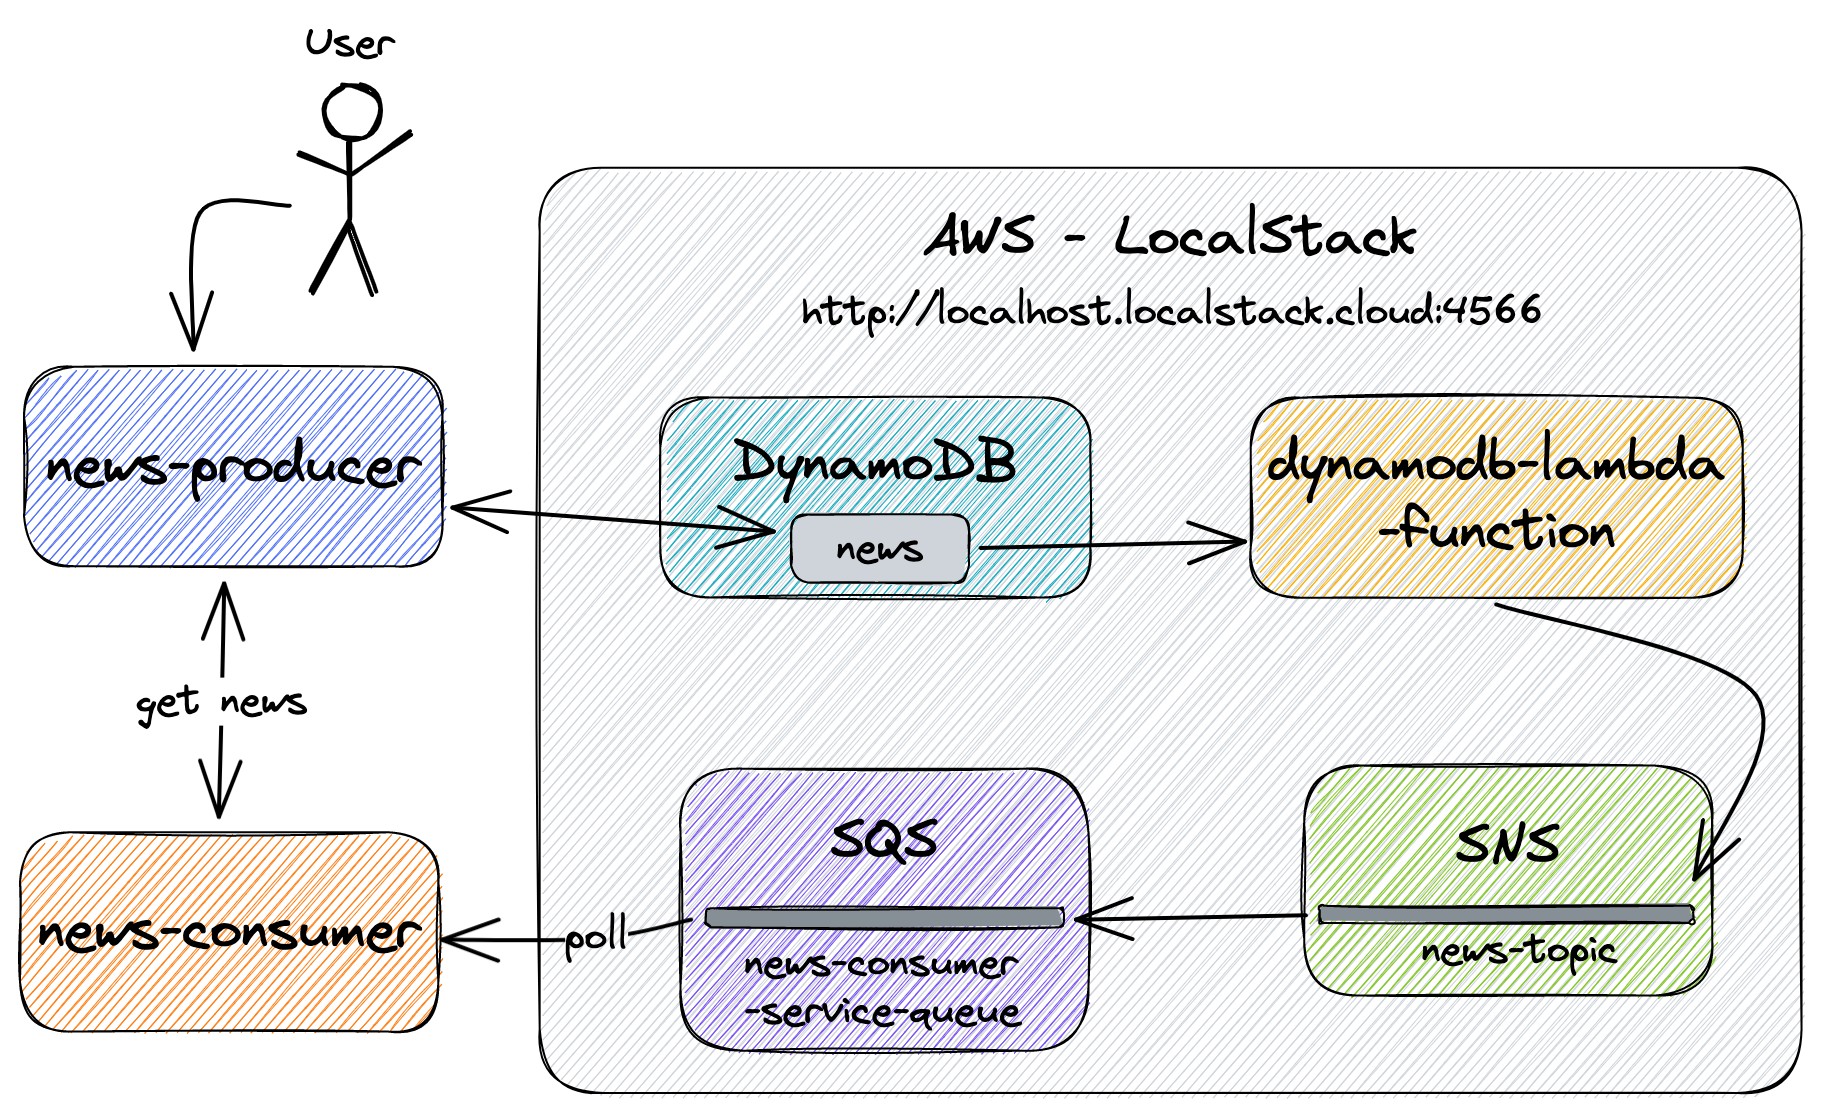 User
AWS - LocalStack
http://localhost.localstack.cloud:4566
news-producer
DynamoDB
news
dynamodb-lambda
-function
get news
news-consumer
poll
SQS
news-consumer
-service-queue
SNS
news-topic